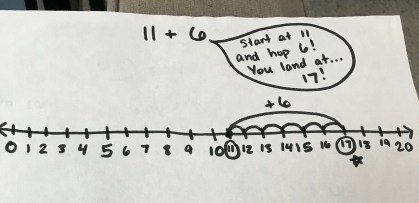 11 + 6
Start at 11
and hop 6!
You land at...
17!
+6
0 1 2 3 4 5 6 7 8 9 10 11 12 13 14 15 16 17 18 19 20